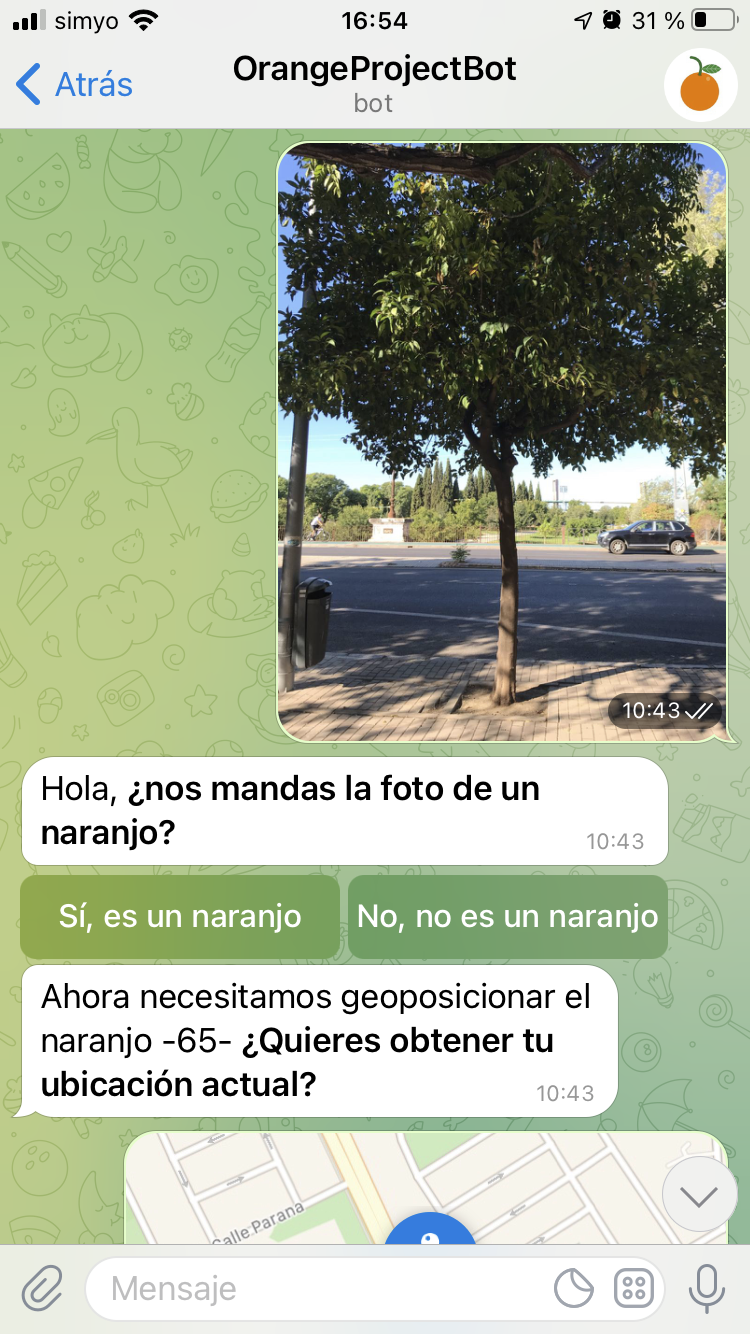 simyo 16:54 31 %
Atrás OrangeProjectBot
bot
10:43
Hola, ¿nos mandas la foto de un
naranjo?
10:43
Sí, es un naranjo No, no es un naranjo
Ahora necesitamos geoposicionar el
naranjo -65- ¿Quieres obtener tu
ubicación actual?
10:43
Calle Parana
Mensaje